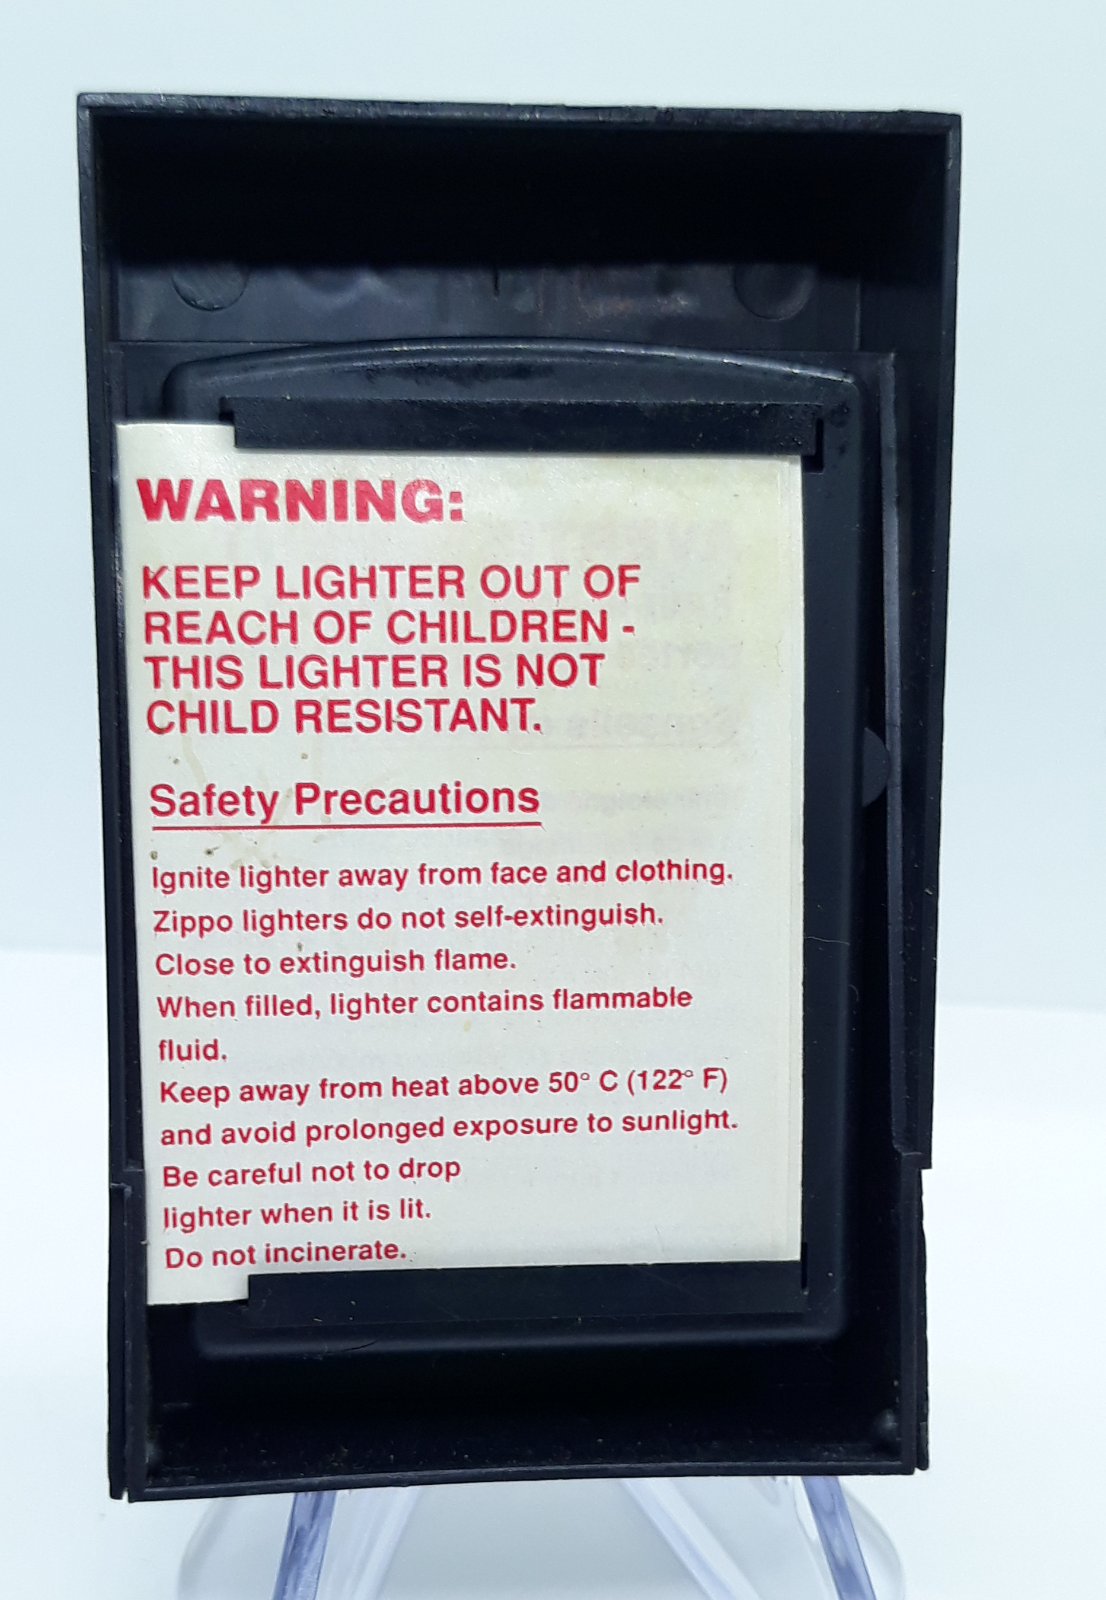 WARNING:
KEEP LIGHTER OUT OF
REACH OF CHILDREN -
THIS LIGHTER IS NOT
CHILD RESISTANT.
Safety Precautions
Ignite lighter away from face and clothing.
Zippo lighters do not self-extinguish.
Close to extinguish flame.
When filled, lighter contains flammable
fluid.
Keep away from heat above 50° C (122° F)
and avoid prolonged exposure to sunlight.
Be careful not to drop
lighter when it is lit.
Do not incinerate.